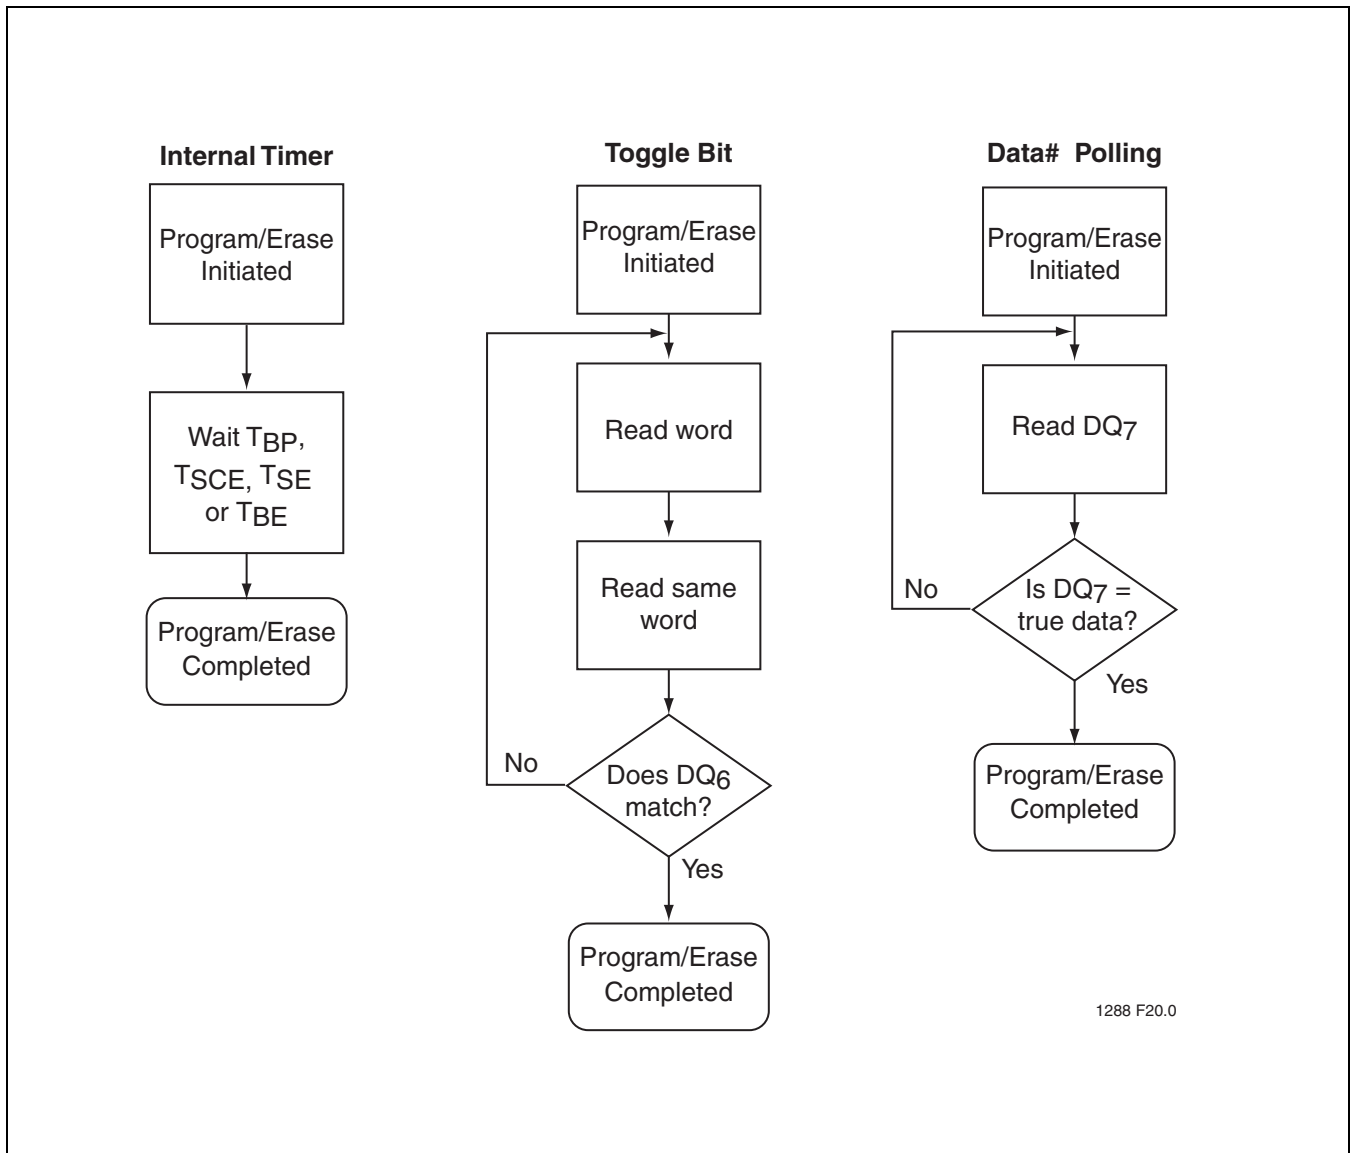 Internal Timer
Program/Erase
Initiated
Wait TBP,
TSCE, TSE
or TBE
Program/Erase
Completed
Toggle Bit
Program/Erase
Initiated
Read word
Read same
word
Does DQ6
match?
No
Yes
Program/Erase
Completed
Data# Polling
Program/Erase
Initiated
Read DQ7
Is DQ7 =
true data?
No
Yes
Program/Erase
Completed
1288 F20.0